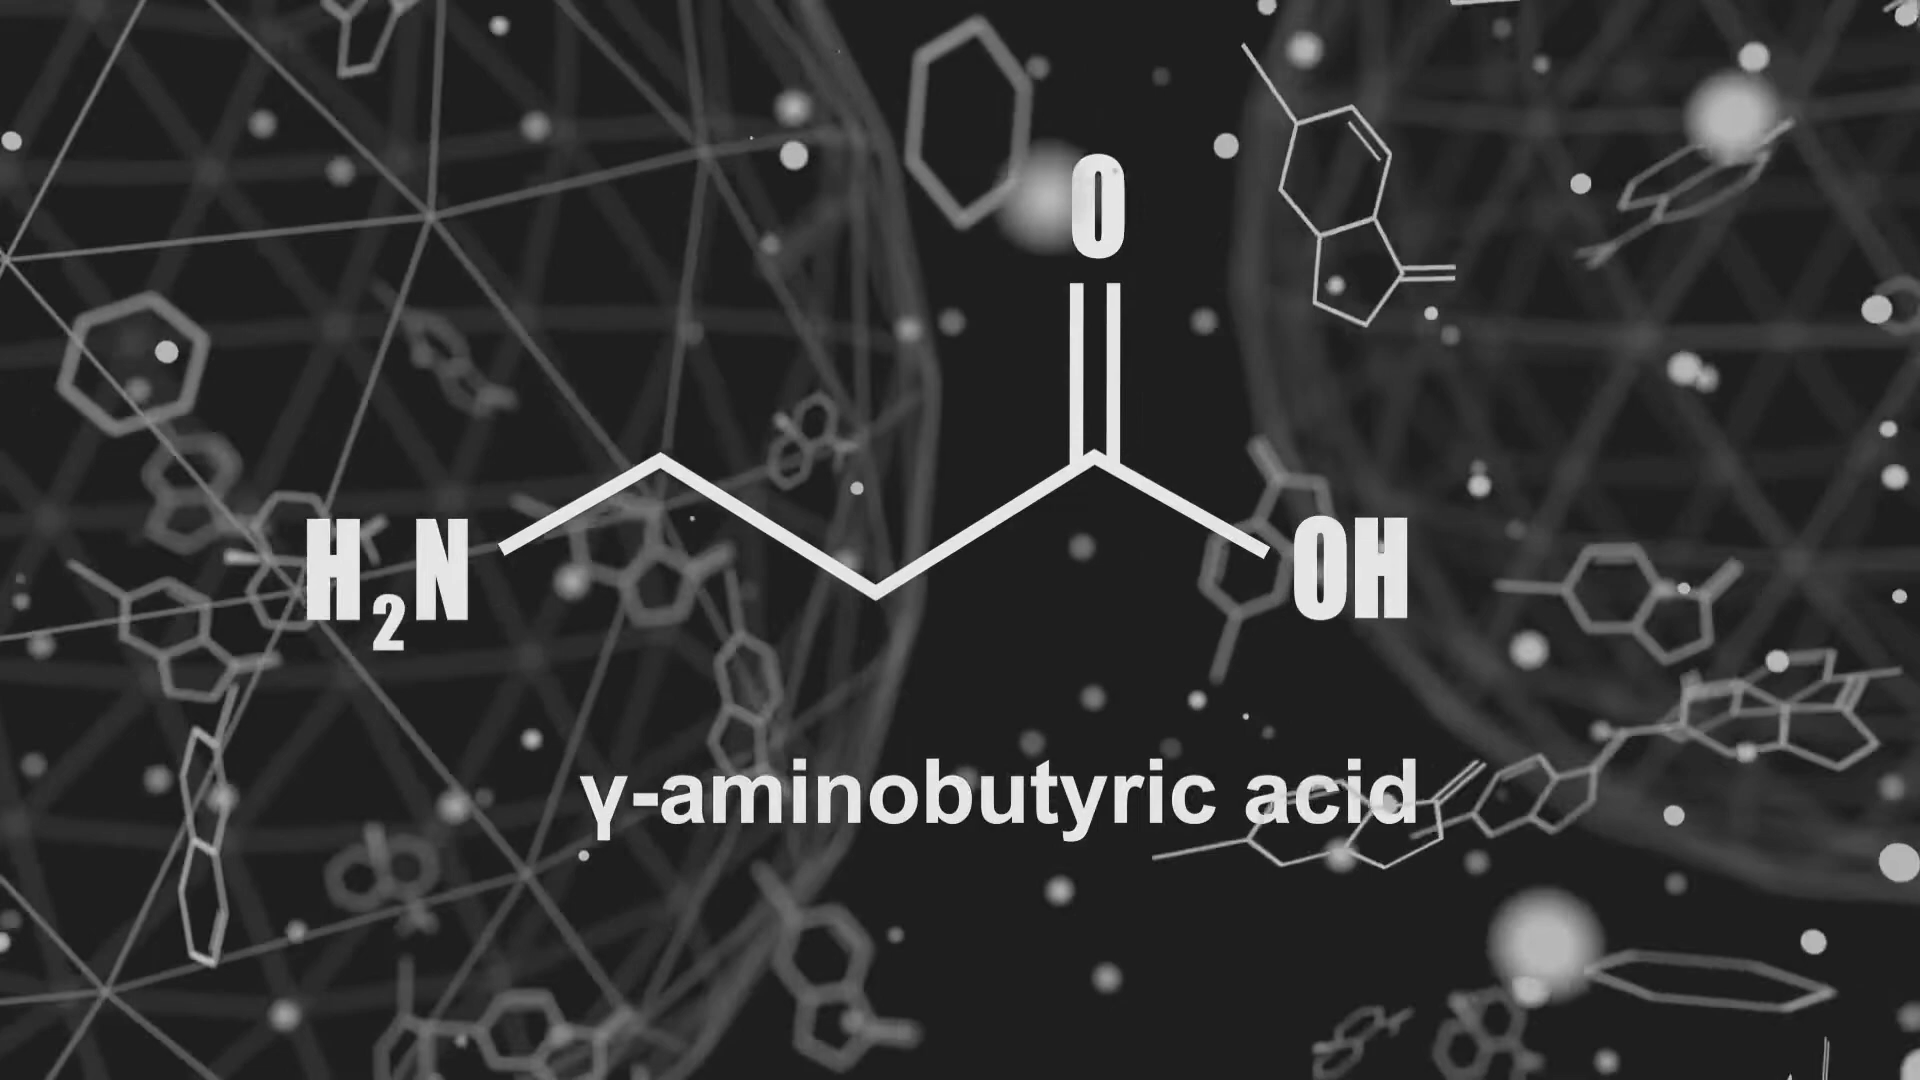 O
H₂N
OH
γ-aminobutyric acid